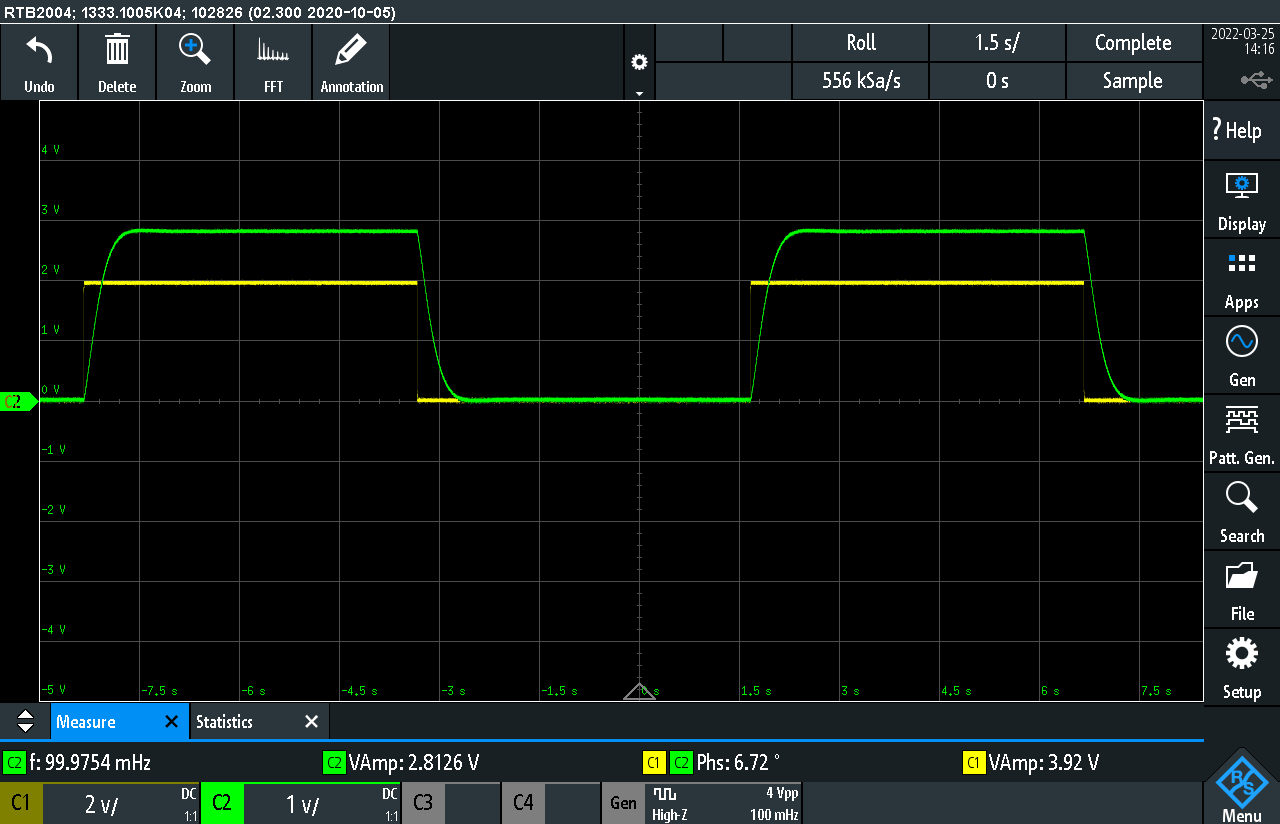 RTB2004; 1333.1005K04; 102826 (02.300 2020-10-05)
Undo
Delete
Zoom
FFT
Annotation
Roll
1.5 s/
Complete
556 kSa/s
0 s
Sample
2022-03-25
14:16
? Help
Display
Apps
Gen
Patt. Gen.
Search
File
Setup
Menu
4 V
3 V
2 V
1 V
0 V
-1 V
-2 V
-3 V
-4 V
-5 V
C2
-7.5 s
-6 s
-4.5 s
-3 s
-1.5 s
0 s
1.5 s
3 s
4.5 s
6 s
7.5 s
Measure
Statistics
C2 f: 99.9754 mHz
C2 VAmp: 2.8126 V
C1 C2 Phs: 6.72 °
C1 VAmp: 3.92 V
C1 2 V/ DC 1:1
C2 1 V/ DC 1:1
C3
C4
Gen High-Z 4 Vpp 100 mHz
R&S